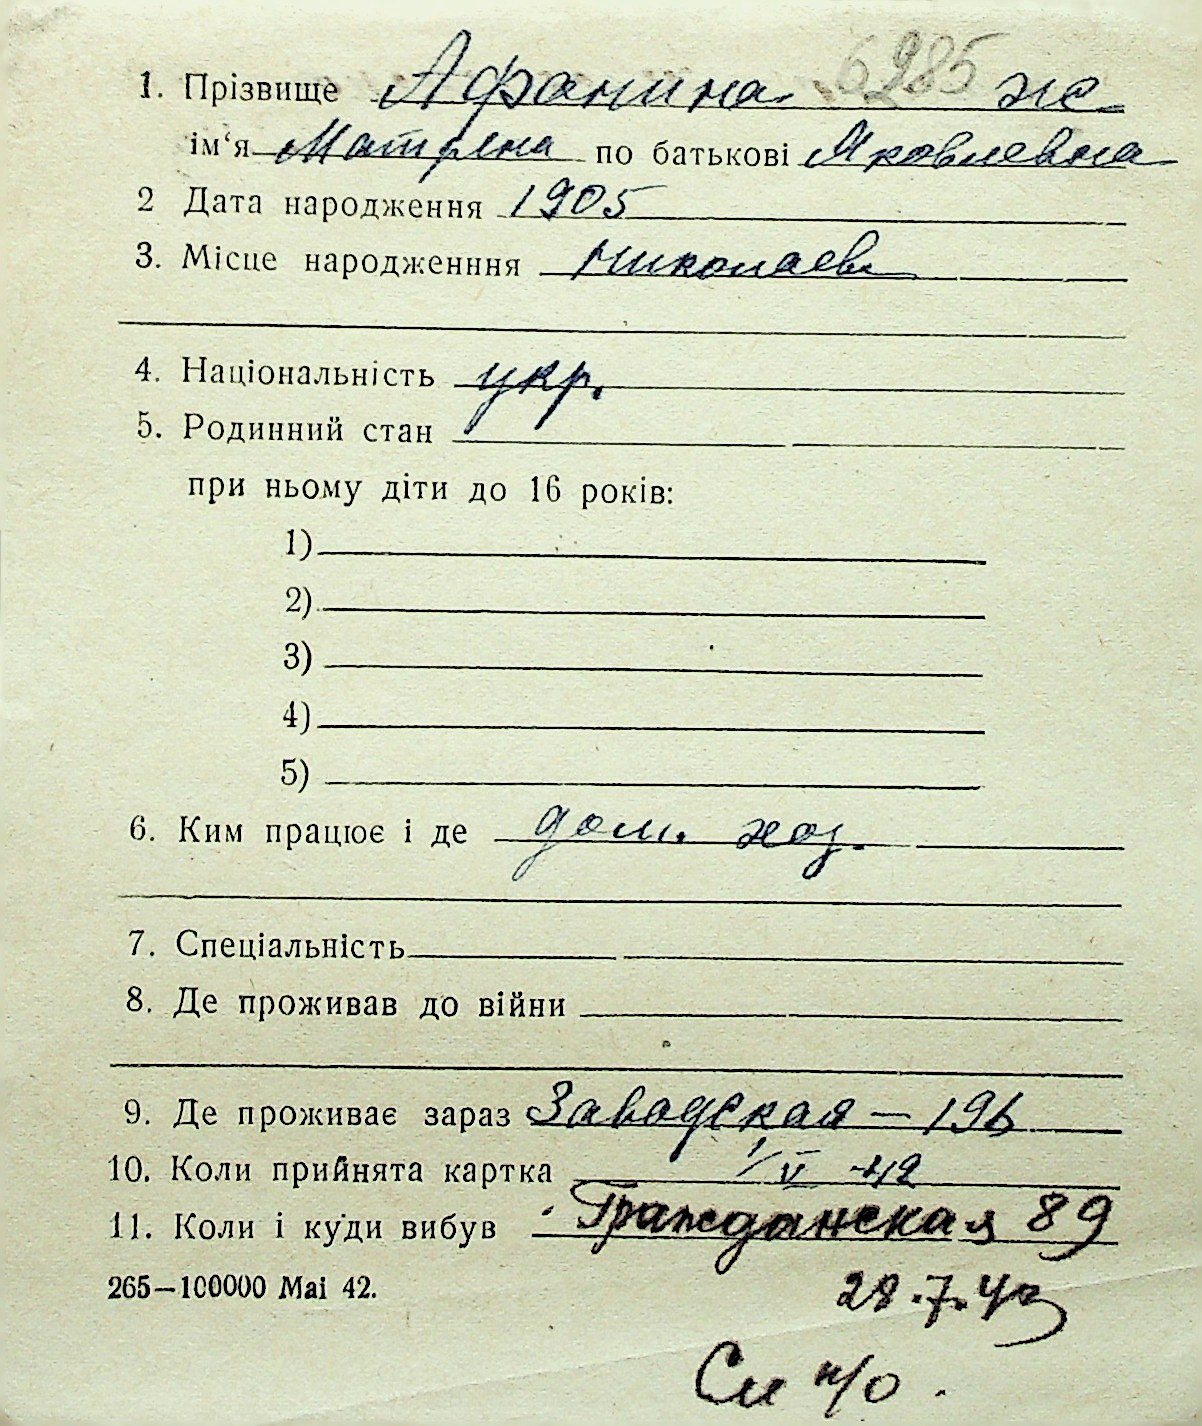 1. Прізвище Афонина 6285 же
ім‘я Матрена по батькові Яковлевна
2 Дата народження 1905
3. Місце народженння Николаев
4. Національність укр.
5. Родинний стан
при ньому діти до 16 років:
1)
2)
3)
4)
5)
6. Ким працює і де дом. хоз.
7. Спеціальність
8. Де проживав до війни
9. Де проживає зараз Заводская — 196
10. Коли прийнята картка 1/V 42
11. Коли і куди вибув Гражданская 89
265—100000 Mai 42.
28.7.42
См н/о.